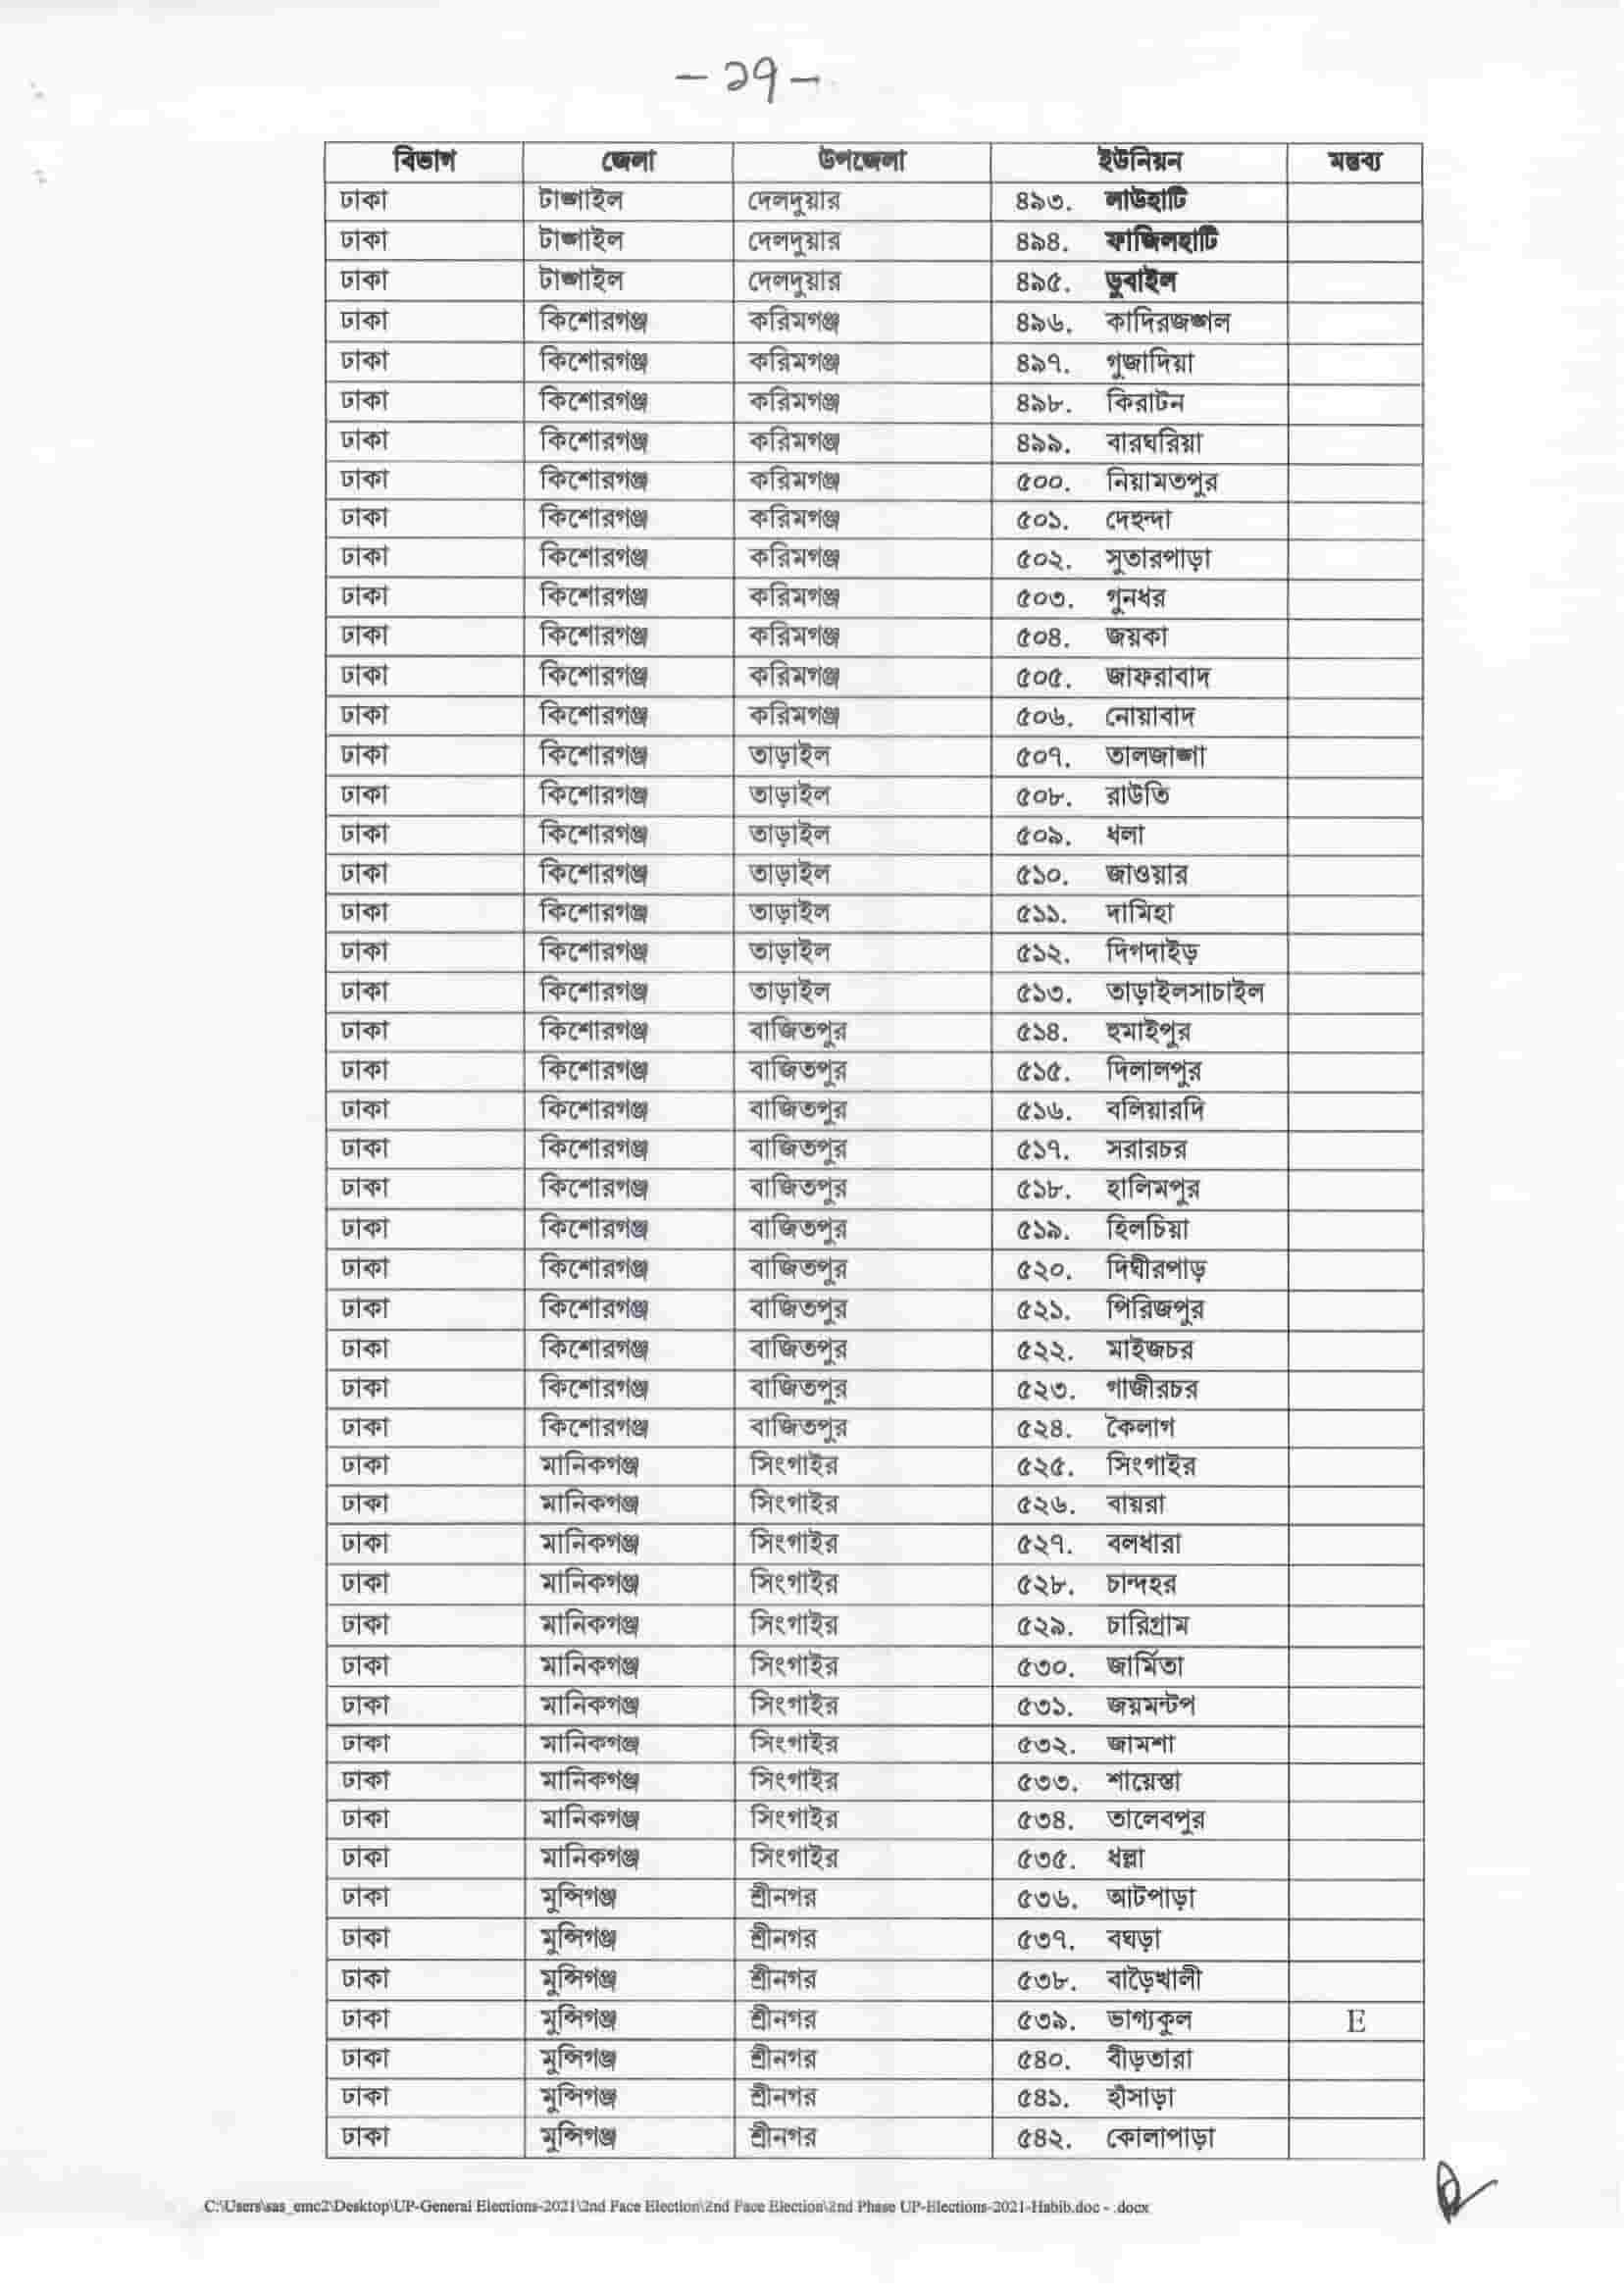 - ১৭ -
বিভাগ জেলা উপজেলা ইউনিয়ন মন্তব্য
ঢাকা টাঙ্গাইল দেলদুয়ার ৪৯৩. লাউহাটি
ঢাকা টাঙ্গাইল দেলদুয়ার ৪৯৪. ফাজিলহাটি
ঢাকা টাঙ্গাইল দেলদুয়ার ৪৯৫. ডুবাইল
ঢাকা কিশোরগঞ্জ করিমগঞ্জ ৪৯৬. কাদিরজঙ্গল
ঢাকা কিশোরগঞ্জ করিমগঞ্জ ৪৯৭. গুজাদিয়া
ঢাকা কিশোরগঞ্জ করিমগঞ্জ ৪৯৮. কিরাটন
ঢাকা কিশোরগঞ্জ করিমগঞ্জ ৪৯৯. বারঘরিয়া
ঢাকা কিশোরগঞ্জ করিমগঞ্জ ৫০০. নিয়ামতপুর
ঢাকা কিশোরগঞ্জ করিমগঞ্জ ৫০১. দেহুন্দা
ঢাকা কিশোরগঞ্জ করিমগঞ্জ ৫০২. সুতারপাড়া
ঢাকা কিশোরগঞ্জ করিমগঞ্জ ৫০৩. গুনধর
ঢাকা কিশোরগঞ্জ করিমগঞ্জ ৫০৪. জয়কা
ঢাকা কিশোরগঞ্জ করিমগঞ্জ ৫০৫. জাফরাবাদ
ঢাকা কিশোরগঞ্জ করিমগঞ্জ ৫০৬. নোয়াবাদ
ঢাকা কিশোরগঞ্জ তাড়াইল ৫০৭. তালজাঙ্গা
ঢাকা কিশোরগঞ্জ তাড়াইল ৫০৮. রাউতি
ঢাকা কিশোরগঞ্জ তাড়াইল ৫০৯. ধলা
ঢাকা কিশোরগঞ্জ তাড়াইল ৫১০. জাওয়ার
ঢাকা কিশোরগঞ্জ তাড়াইল ৫১১. দামিহা
ঢাকা কিশোরগঞ্জ তাড়াইল ৫১২. দিগদাইড়
ঢাকা কিশোরগঞ্জ তাড়াইল ৫১৩. তাড়াইলসাচাইল
ঢাকা কিশোরগঞ্জ বাজিতপুর ৫১৪. হুমাইপুর
ঢাকা কিশোরগঞ্জ বাজিতপুর ৫১৫. দিলালপুর
ঢাকা কিশোরগঞ্জ বাজিতপুর ৫১৬. বলিয়ারদি
ঢাকা কিশোরগঞ্জ বাজিতপুর ৫১৭. সরারচর
ঢাকা কিশোরগঞ্জ বাজিতপুর ৫১৮. হালিমপুর
ঢাকা কিশোরগঞ্জ বাজিতপুর ৫১৯. হিলচিয়া
ঢাকা কিশোরগঞ্জ বাজিতপুর ৫২০. দিঘীরপাড়
ঢাকা কিশোরগঞ্জ বাজিতপুর ৫২১. পিরিজপুর
ঢাকা কিশোরগঞ্জ বাজিতপুর ৫২২. মাইজচর
ঢাকা কিশোরগঞ্জ বাজিতপুর ৫২৩. গাজীরচর
ঢাকা কিশোরগঞ্জ বাজিতপুর ৫২৪. কৈলাগ
ঢাকা মানিকগঞ্জ সিংগাইর ৫২৫. সিংগাইর
ঢাকা মানিকগঞ্জ সিংগাইর ৫২৬. বায়রা
ঢাকা মানিকগঞ্জ সিংগাইর ৫২৭. বলধারা
ঢাকা মানিকগঞ্জ সিংগাইর ৫২৮. চান্দহর
ঢাকা মানিকগঞ্জ সিংগাইর ৫২৯. চারিগ্রাম
ঢাকা মানিকগঞ্জ সিংগাইর ৫৩০. জার্মিতা
ঢাকা মানিকগঞ্জ সিংগাইর ৫৩১. জয়মন্টপ
ঢাকা মানিকগঞ্জ সিংগাইর ৫৩২. জামশা
ঢাকা মানিকগঞ্জ সিংগাইর ৫৩৩. শায়েস্তা
ঢাকা মানিকগঞ্জ সিংগাইর ৫৩৪. তালেবপুর
ঢাকা মানিকগঞ্জ সিংগাইর ৫৩৫. ধল্লা
ঢাকা মুন্সিগঞ্জ শ্রীনগর ৫৩৬. আটপাড়া
ঢাকা মুন্সিগঞ্জ শ্রীনগর ৫৩৭. বঘড়া
ঢাকা মুন্সিগঞ্জ শ্রীনগর ৫৩৮. বাড়ৈখালী
ঢাকা মুন্সিগঞ্জ শ্রীনগর ৫৩৯. ভাগ্যকুল E
ঢাকা মুন্সিগঞ্জ শ্রীনগর ৫৪০. বীড়তারা
ঢাকা মুন্সিগঞ্জ শ্রীনগর ৫৪১. হাঁসাড়া
ঢাকা মুন্সিগঞ্জ শ্রীনগর ৫৪২. কোলাপাড়া
C:\Users\sas_emc2\Desktop\UP-General Elections-2021\2nd Face Election\2nd Face Election\2nd Phase UP-Elections-2021-Habib.doc - .docx